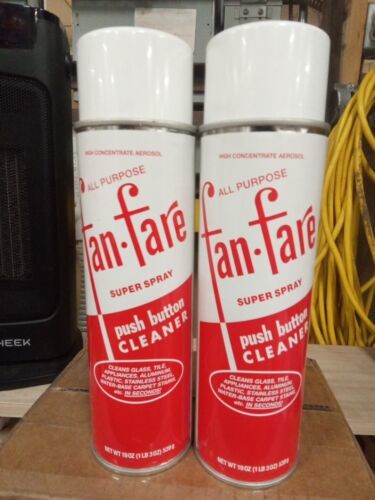 HIGH CONCENTRATE AEROSOL
ALL PURPOSE
fan·fare
SUPER SPRAY
push button
CLEANER
CLEANS GLASS, TILE,
APPLIANCES, ALUMINUM,
PLASTIC, STAINLESS STEEL,
WATER-BASE CARPET STAINS,
etc. IN SECONDS!
NET WT 19 OZ (1 LB 3 OZ) 539 g
HIGH CONCENTRATE AEROSOL
ALL PURPOSE
fan·fare
SUPER SPRAY
push button
CLEANER
CLEANS GLASS, TILE,
APPLIANCES, ALUMINUM,
PLASTIC, STAINLESS STEEL,
WATER-BASE CARPET STAINS,
etc. IN SECONDS!
NET WT 19 OZ (1 LB 3 OZ) 539 g
HEEK